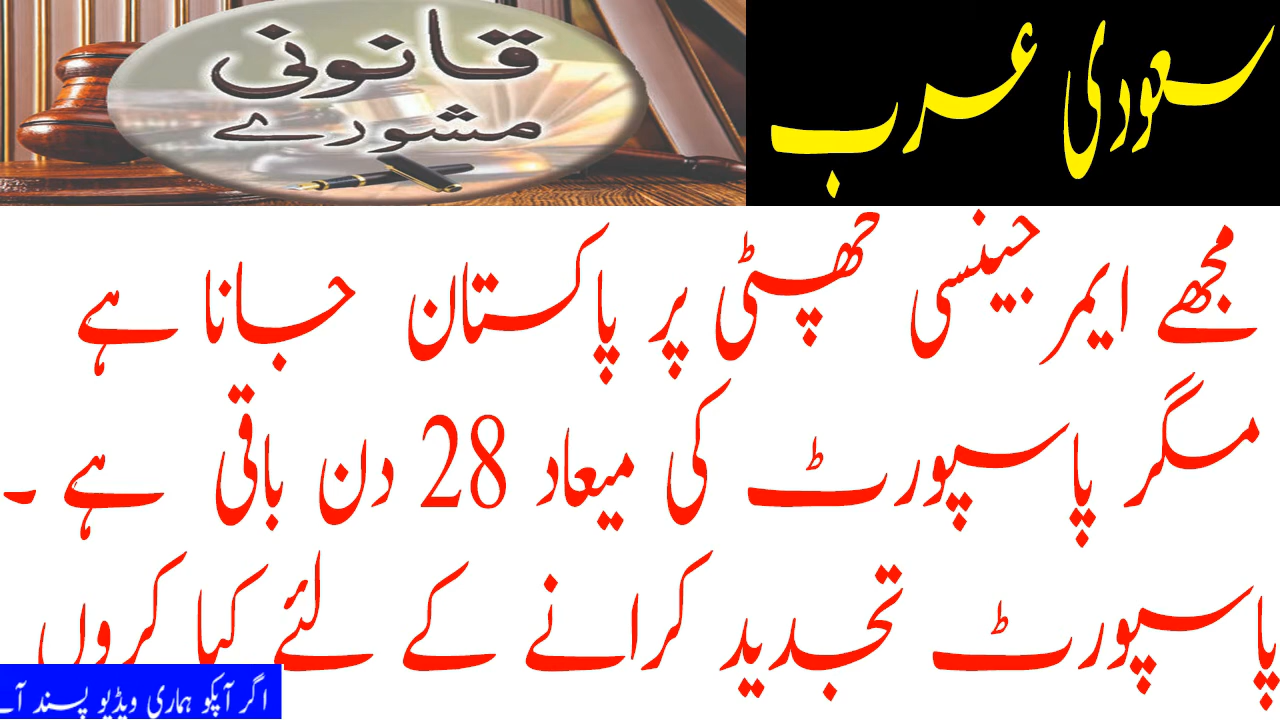 سعودی عرب
قانونی
مشورے
مجھے ایمرجینسی چھٹی پر پاکستان جانا ہے
مگر پاسپورٹ کی میعاد 28 دن باقی ہے ۔
پاسپورٹ تجدید کرانے کے لئے کیا کروں
اگر آپکو ہماری ویڈیو پسند آئے